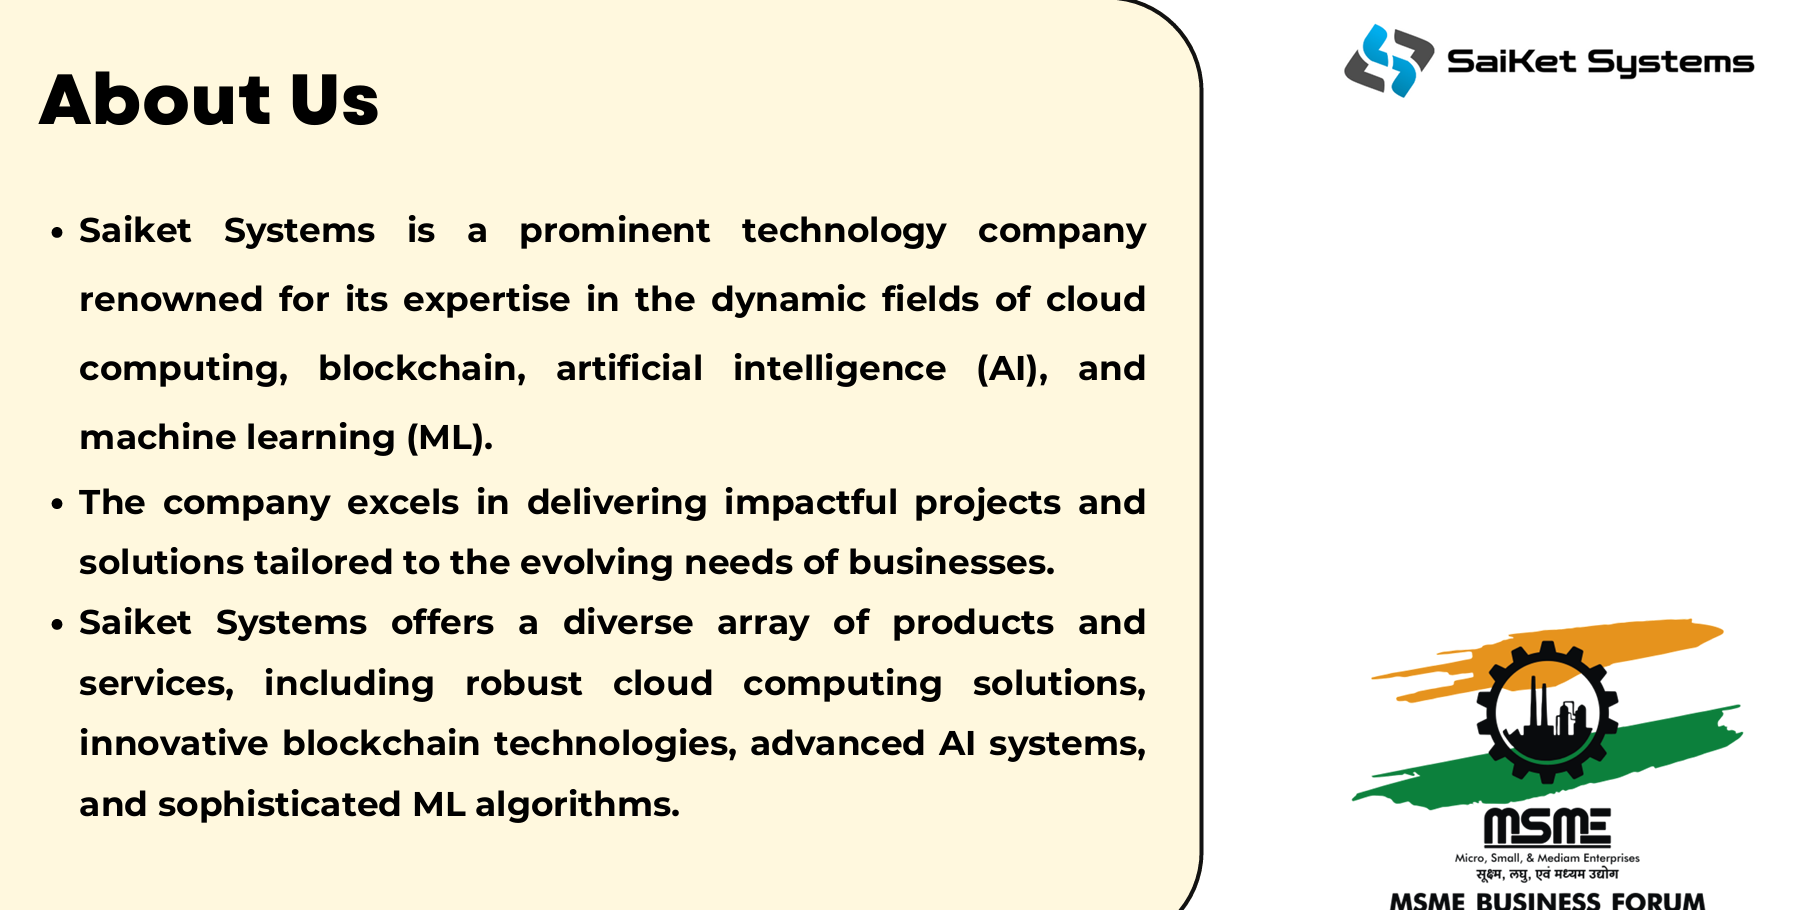 About Us
SaiKet Systems
• Saiket Systems is a prominent technology company
renowned for its expertise in the dynamic fields of cloud
computing, blockchain, artificial intelligence (AI), and
machine learning (ML).
• The company excels in delivering impactful projects and
solutions tailored to the evolving needs of businesses.
• Saiket Systems offers a diverse array of products and
services, including robust cloud computing solutions,
innovative blockchain technologies, advanced AI systems,
and sophisticated ML algorithms.
MSME
Micro, Small, & Mediam Enterprises
सूक्ष्म, लघु, एवं मध्यम उद्योग
MSME BUSINESS FORUM